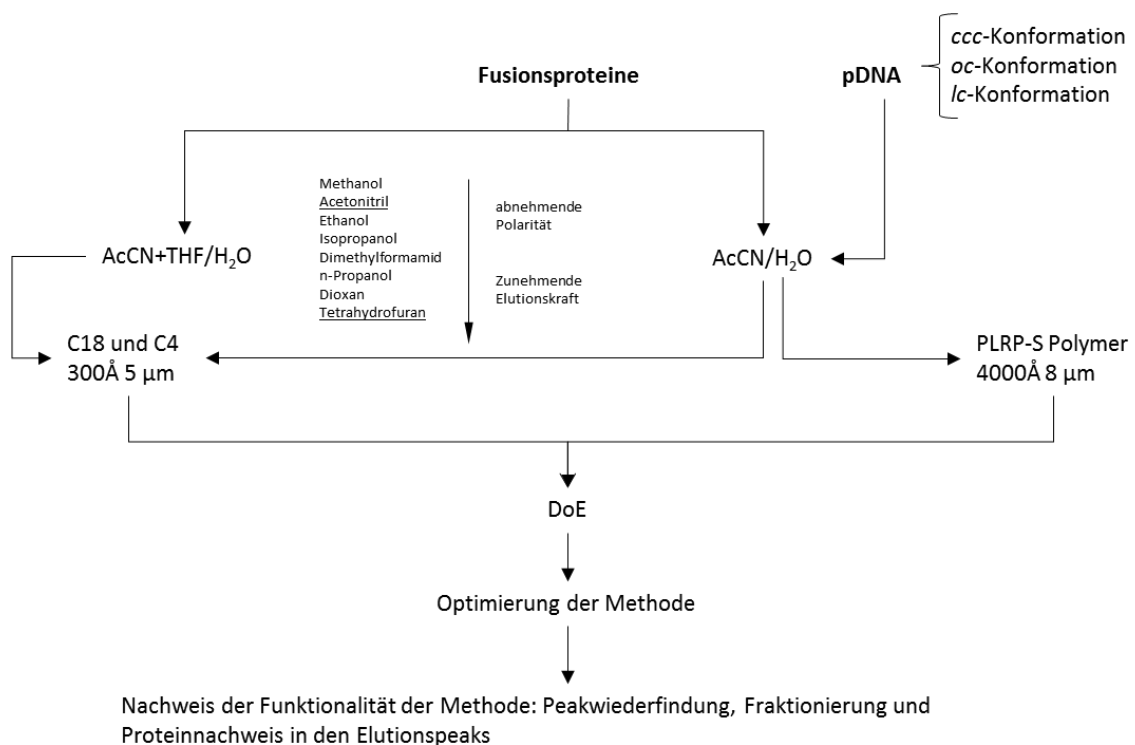 ccc-Konformation
oc-Konformation
lc-Konformation
Fusionsproteine
pDNA
Methanol
Acetonitril
Ethanol
Isopropanol
Dimethylformamid
n-Propanol
Dioxan
Tetrahydrofuran
abnehmende
Polarität
Zunehmende
Elutionskraft
AcCN+THF/H₂O
AcCN/H₂O
C18 und C4
300Å 5 µm
PLRP-S Polymer
4000Å 8 µm
DoE
Optimierung der Methode
Nachweis der Funktionalität der Methode: Peakwiederfindung, Fraktionierung und
Proteinnachweis in den Elutionspeaks